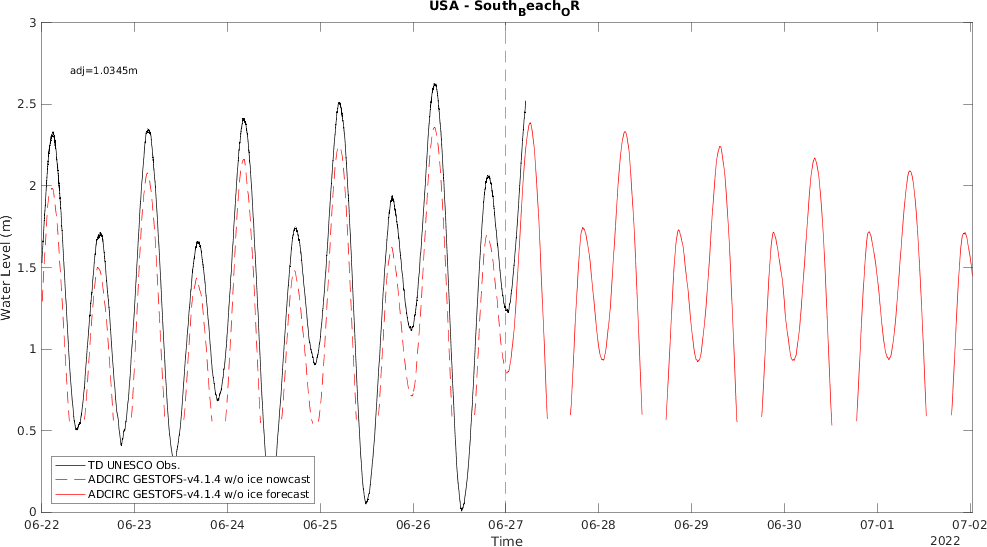 USA - SouthBeachOR
adj=1.0345m
3
2.5
2
1.5
1
0.5
0
Water Level (m)
TD UNESCO Obs.
ADCIRC GESTOFS-v4.1.4 w/o ice nowcast
ADCIRC GESTOFS-v4.1.4 w/o ice forecast
06-22 06-23 06-24 06-25 06-26 06-27 06-28 06-29 06-30 07-01 07-02
Time
2022